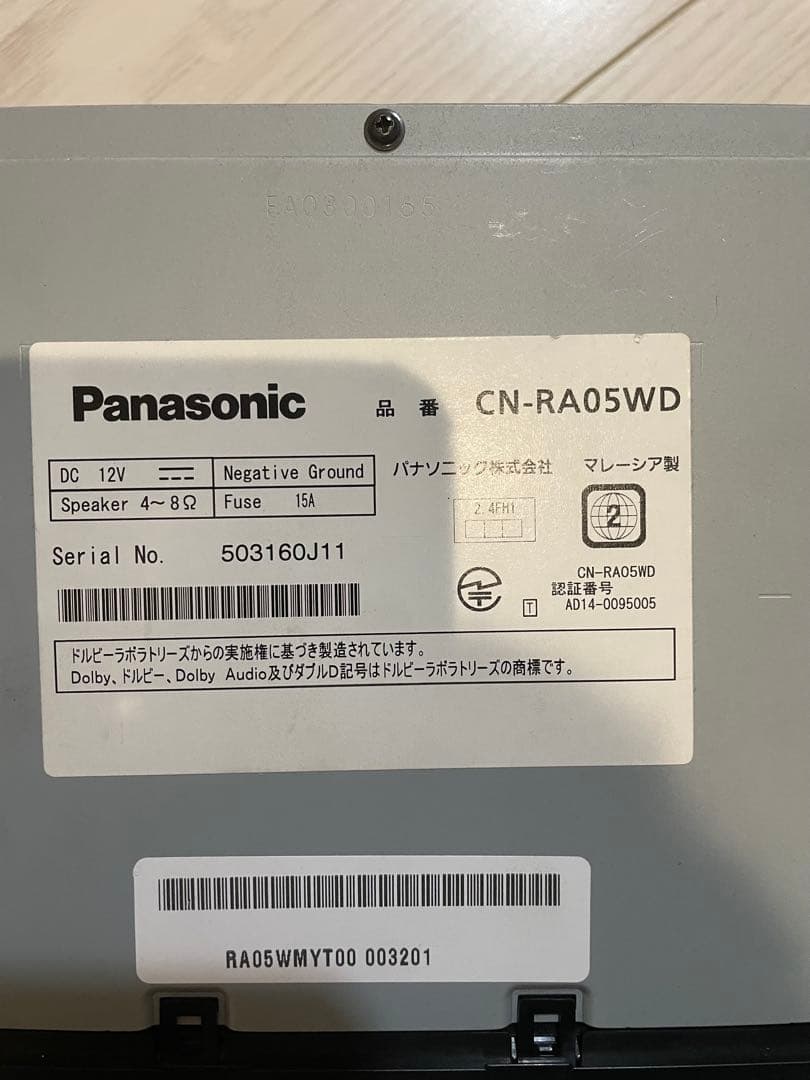 EA0300165
Panasonic 品番 CN-RA05WD
DC 12V Negative Ground
Speaker 4～8Ω Fuse 15A
パナソニック株式会社 マレーシア製
2.4FH1
2
Serial No. 503160J11
CN-RA05WD
認証番号
T AD14-0095005
ドルビーラボラトリーズからの実施権に基づき製造されています。
Dolby、ドルビー、Dolby Audio及びダブルD記号はドルビーラボラトリーズの商標です。
RA05WMYT00 003201